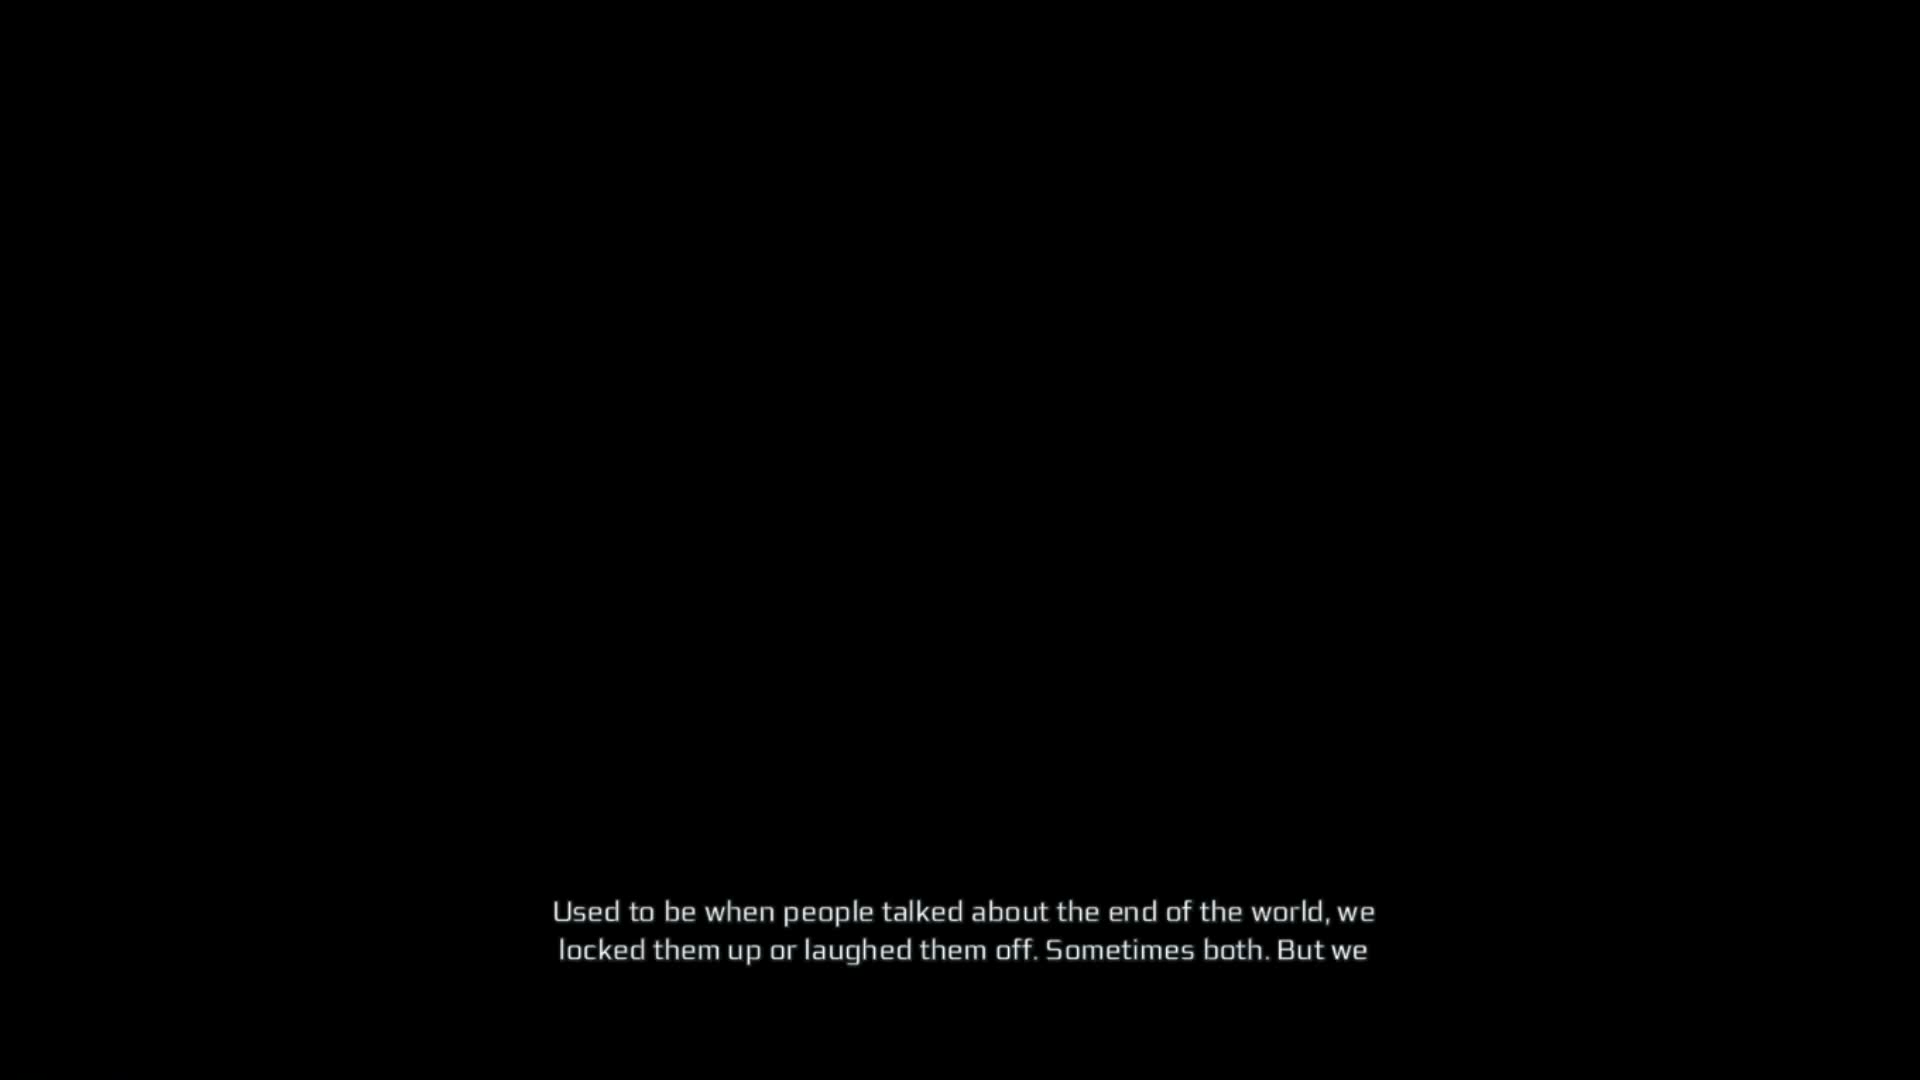 Used to be when people talked about the end of the world, we
locked them up or laughed them off. Sometimes both. But we